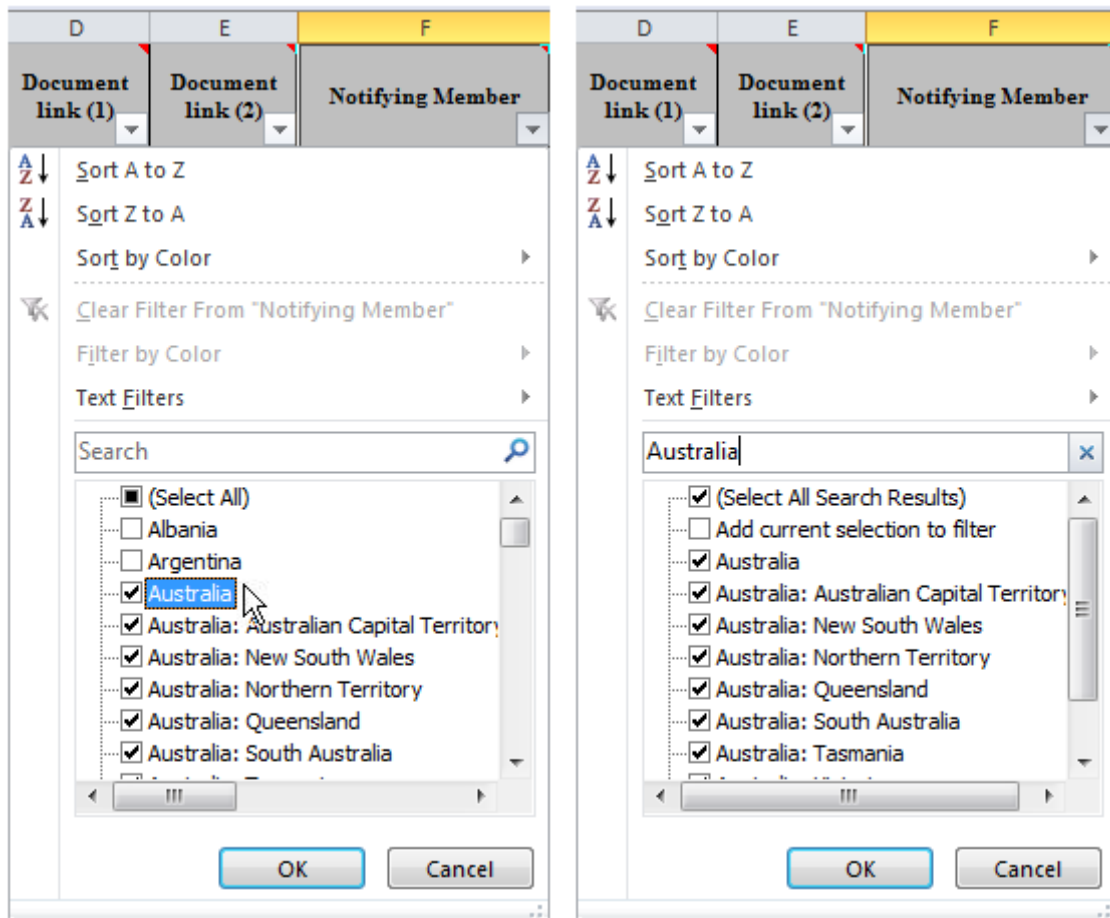 D E F
Document link (1) Document link (2) Notifying Member
Sort A to Z
Sort Z to A
Sort by Color
Clear Filter From "Notifying Member"
Filter by Color
Text Filters
Search
(Select All)
Albania
Argentina
Australia
Australia: Australian Capital Territory
Australia: New South Wales
Australia: Northern Territory
Australia: Queensland
Australia: South Australia
OK Cancel
D E F
Document link (1) Document link (2) Notifying Member
Sort A to Z
Sort Z to A
Sort by Color
Clear Filter From "Notifying Member"
Filter by Color
Text Filters
Australia
(Select All Search Results)
Add current selection to filter
Australia
Australia: Australian Capital Territory
Australia: New South Wales
Australia: Northern Territory
Australia: Queensland
Australia: South Australia
Australia: Tasmania
OK Cancel